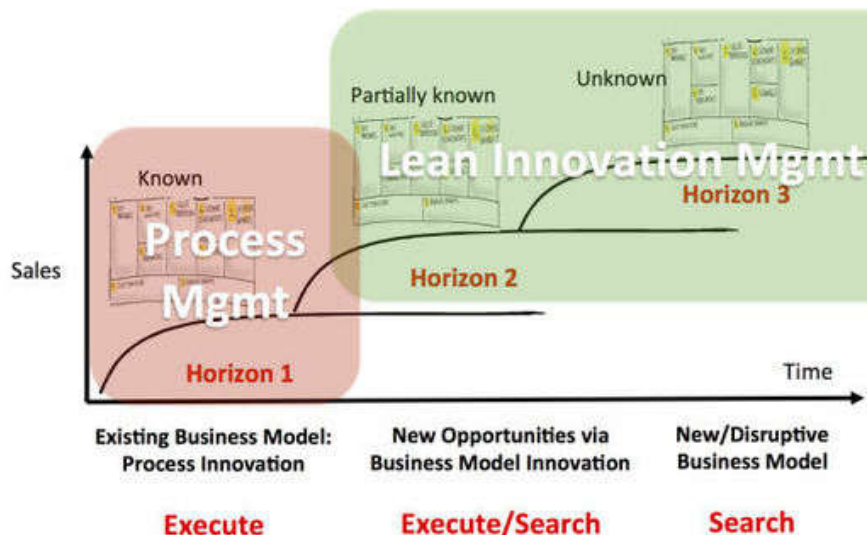 Unknown
Partially known
Lean Innovation Mgmt
Known
Horizon 3
Process
Mgmt
Sales
Horizon 2
Horizon 1
Time
Existing Business Model:
Process Innovation
New Opportunities via
Business Model Innovation
New/Disruptive
Business Model
Execute
Execute/Search
Search